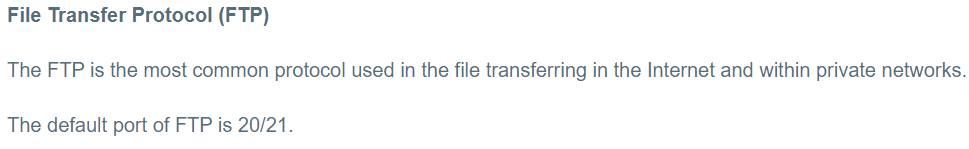 File Transfer Protocol (FTP)
The FTP is the most common protocol used in the file transferring in the Internet and within private networks.
The default port of FTP is 20/21.